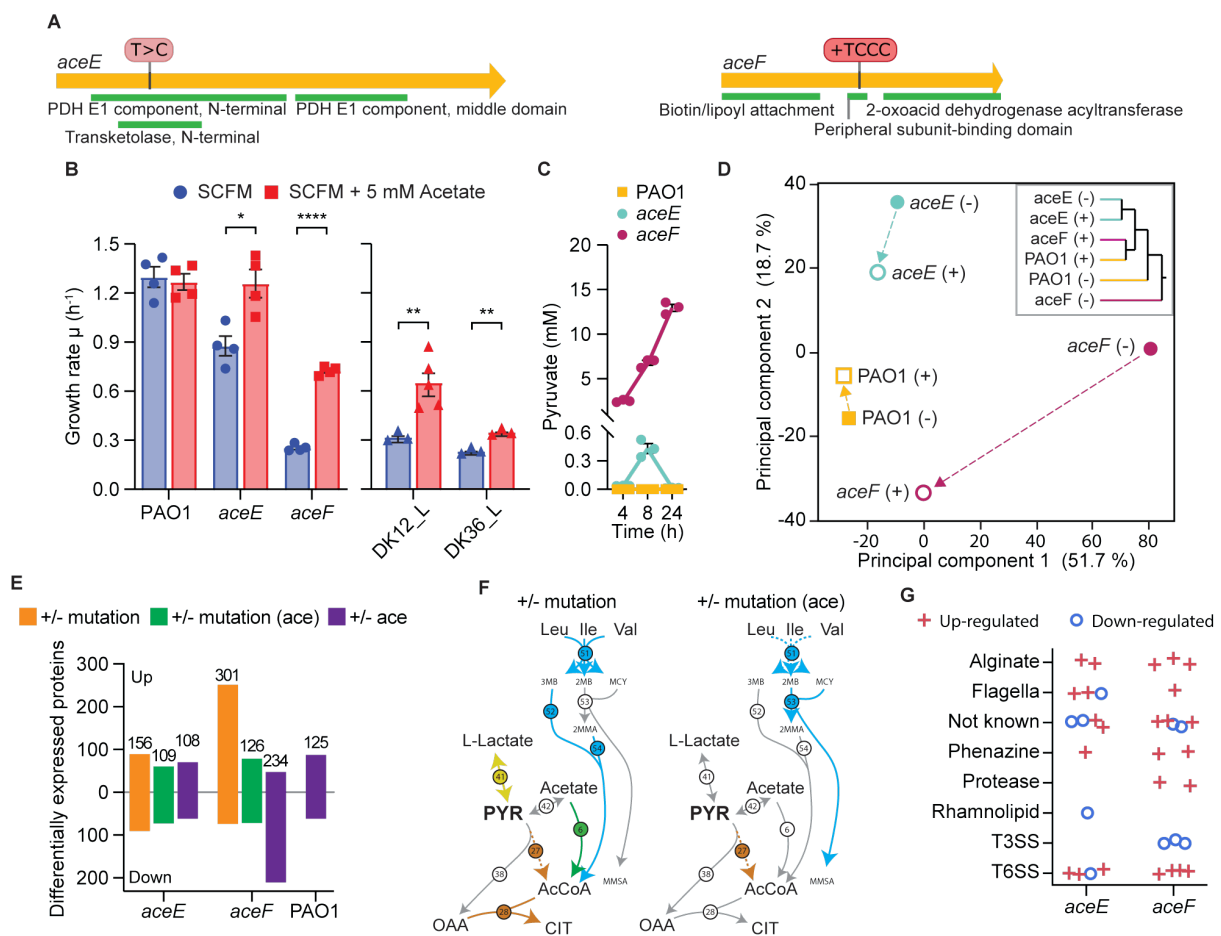 A
T>C
aceE
PDH E1 component, N-terminal
PDH E1 component, middle domain
Transketolase, N-terminal
+TCCC
aceF
Biotin/lipoyl attachment
2-oxoacid dehydrogenase acyltransferase
Peripheral subunit-binding domain
B
SCFM
SCFM + 5 mM Acetate
Growth rate µ (h⁻¹)
1.5
1.2
0.9
0.6
0.3
0.0
*
****
**
**
PAO1
aceE
aceF
DK12_L
DK36_L
C
PAO1
aceE
aceF
Pyruvate (mM)
20
15
10
5
0.6
0.3
0.0
4
8
24
Time (h)
D
Principal component 2 (18.7 %)
40
20
0
-20
-40
aceE (-)
aceE (+)
aceF (-)
PAO1 (+)
PAO1 (-)
aceF (+)
aceE (-)
aceE (+)
aceF (+)
PAO1 (+)
PAO1 (-)
aceF (-)
-20
0
20
40
60
80
Principal component 1 (51.7 %)
E
+/- mutation
+/- mutation (ace)
+/- ace
Differentially expressed proteins
300
200
100
0
100
200
Up
Down
156
109
108
301
126
234
125
aceE
aceF
PAO1
F
+/- mutation
Leu
Ile
Val
51
3MB
2MB
MCY
52
53
2MMA
54
L-Lactate
41
Acetate
PYR
42
6
27
38
AcCoA
MMSA
28
OAA
CIT
+/- mutation (ace)
Leu
Ile
Val
51
3MB
2MB
MCY
52
53
2MMA
54
L-Lactate
41
Acetate
PYR
42
6
27
38
AcCoA
MMSA
28
OAA
CIT
G
Up-regulated
Down-regulated
Alginate
Flagella
Not known
Phenazine
Protease
Rhamnolipid
T3SS
T6SS
aceE
aceF